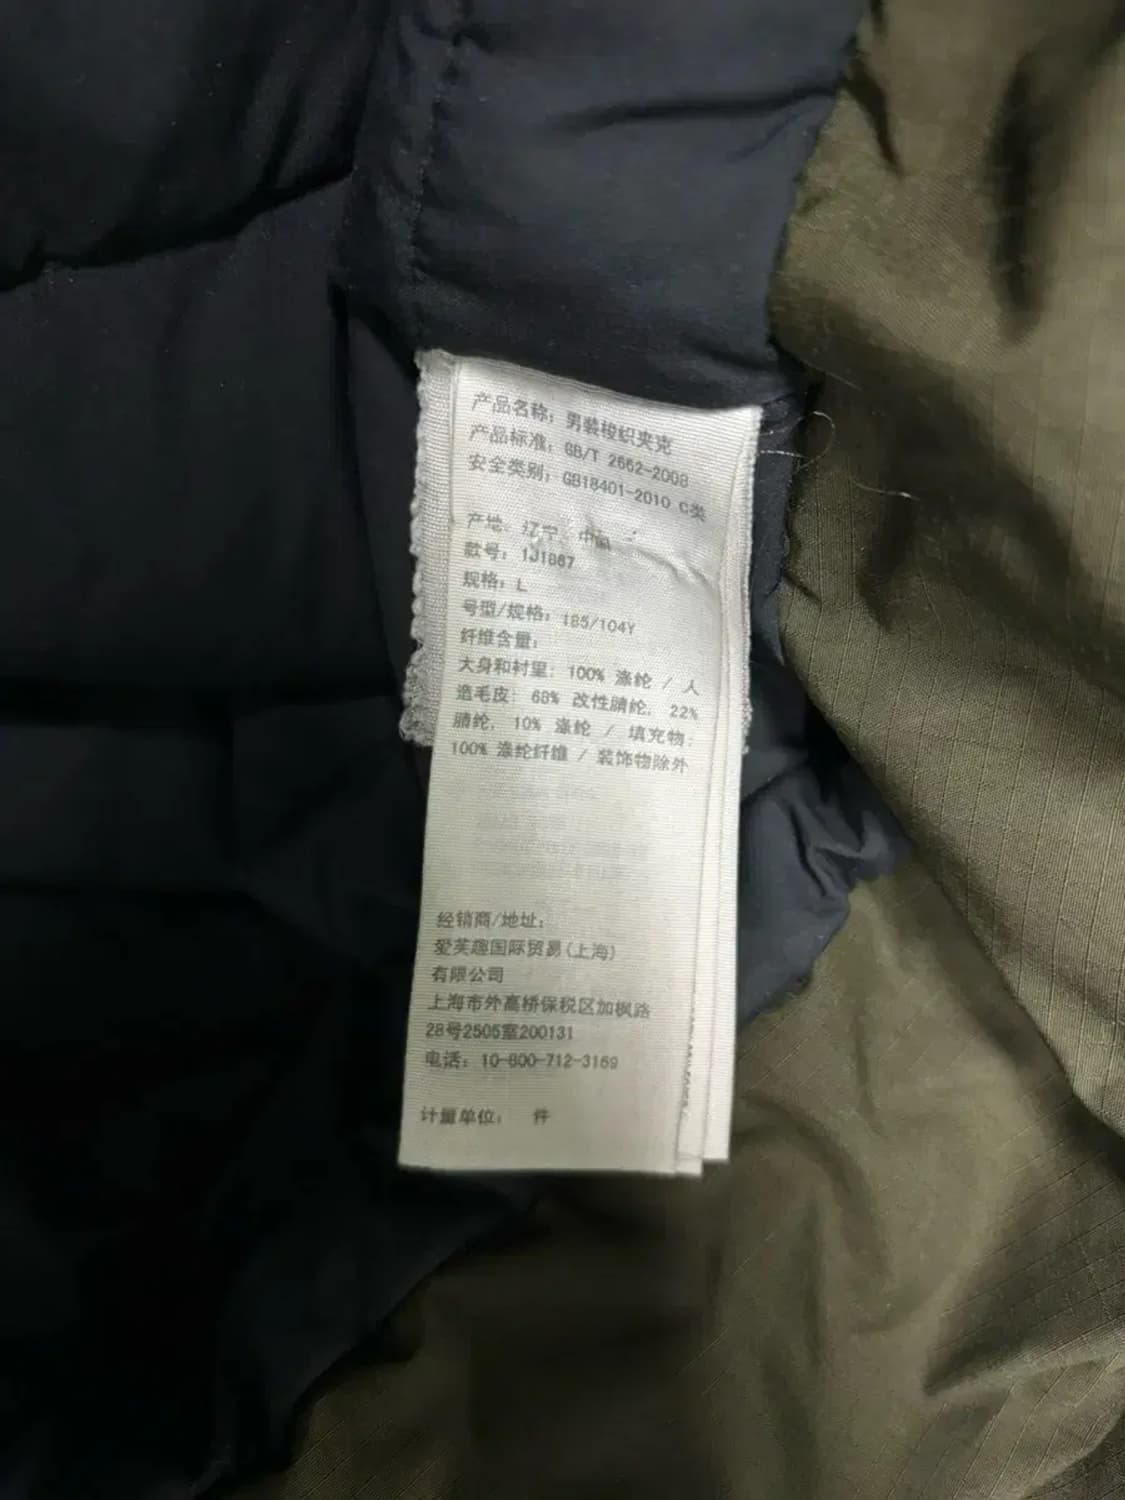 产品名称: 男装梭织夹克
产品标准: GB/T 2662-2008
安全类别: GB18401-2010 C类
产地: 辽宁 中国
款号: 1J1867
规格: L
号型/规格: 185/104Y
纤维含量:
大身和衬里: 100% 涤纶 / 人
造毛皮: 68% 改性腈纶, 22%
腈纶, 10% 涤纶 / 填充物:
100% 涤纶纤维 / 装饰物除外
经销商/地址:
爱芙趣国际贸易(上海)
有限公司
上海市外高桥保税区加枫路
28号2505室200131
电话: 10-800-712-3169
计量单位: 件